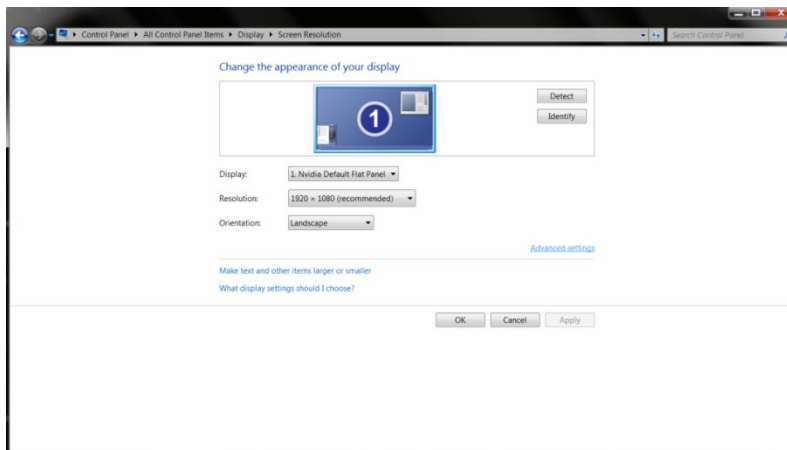 Control Panel ▸ All Control Panel Items ▸ Display ▸ Screen Resolution
Search Control Panel
Change the appearance of your display
1
Detect
Identify
Display: 1. Nvidia Default Flat Panel
Resolution: 1920 × 1080 (recommended)
Orientation: Landscape
Advanced settings
Make text and other items larger or smaller
What display settings should I choose?
OK Cancel Apply